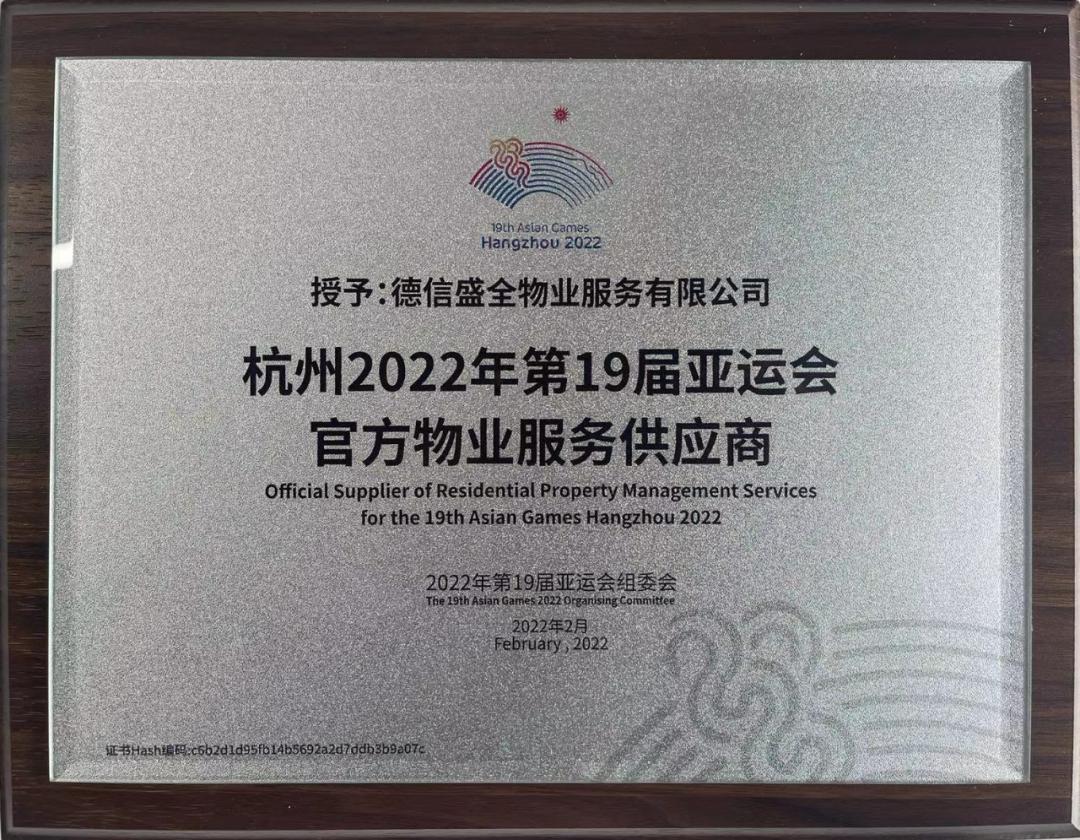 19th Asian Games
Hangzhou 2022
授予：德信盛全物业服务有限公司
杭州2022年第19届亚运会
官方物业服务供应商
Official Supplier of Residential Property Management Services
for the 19th Asian Games Hangzhou 2022
2022年第19届亚运会组委会
The 19th Asian Games 2022 Organising Committee
2022年2月
February , 2022
证书Hash编码:c6b2d1d95fb14b5692a2d7ddb3b9a07c